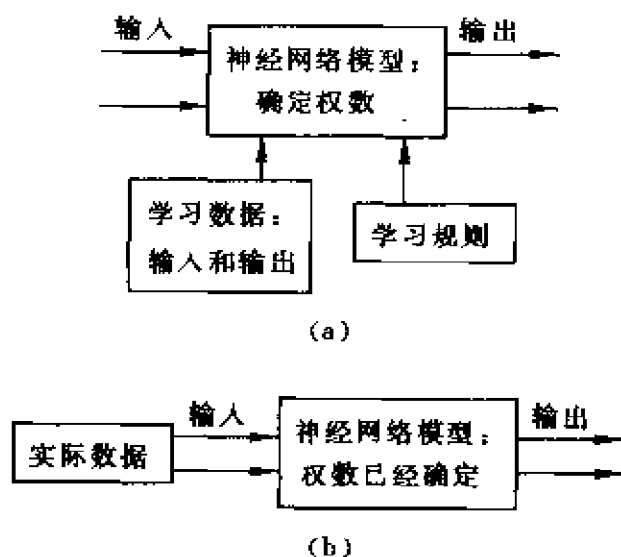 输入
输出
神经网络模型：
确定权数
学习数据：
输入和输出
学习规则
(a)
输入
输出
实际数据
神经网络模型：
权数已经确定
(b)